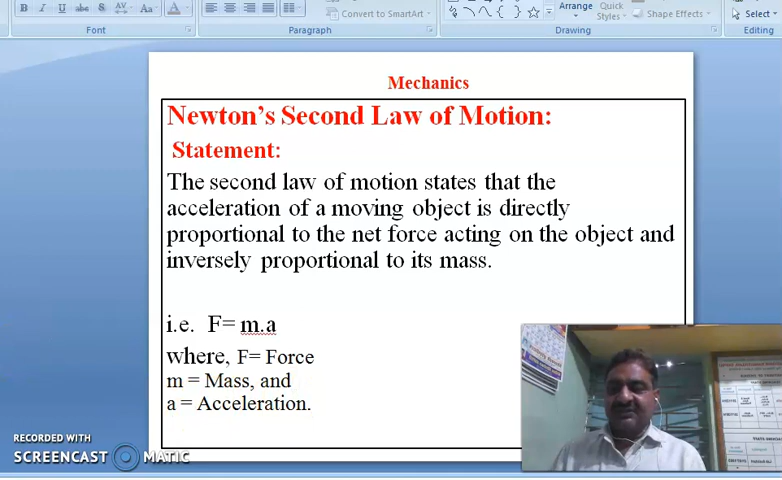 B I U abc S AV Aa A
Convert to SmartArt
Arrange
Quick
Styles
Shape Effects
Select
Font
Paragraph
Drawing
Editing
Mechanics
Newton's Second Law of Motion:
Statement:
The second law of motion states that the
acceleration of a moving object is directly
proportional to the net force acting on the object and
inversely proportional to its mass.
i.e. F= m.a
where, F= Force
m = Mass, and
a = Acceleration.
RECORDED WITH
SCREENCAST MATIC